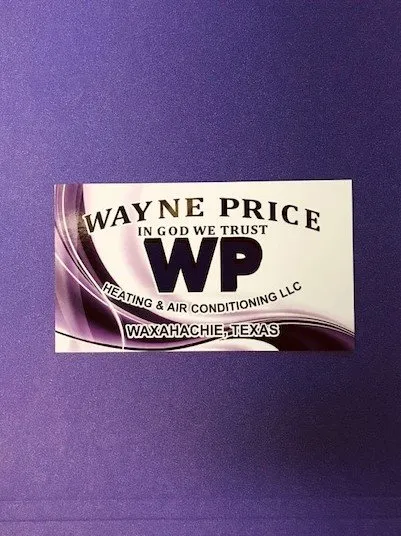 WAYNE PRICE
IN GOD WE TRUST
WP
HEATING & AIR CONDITIONING LLC
WAXAHACHIE, TEXAS